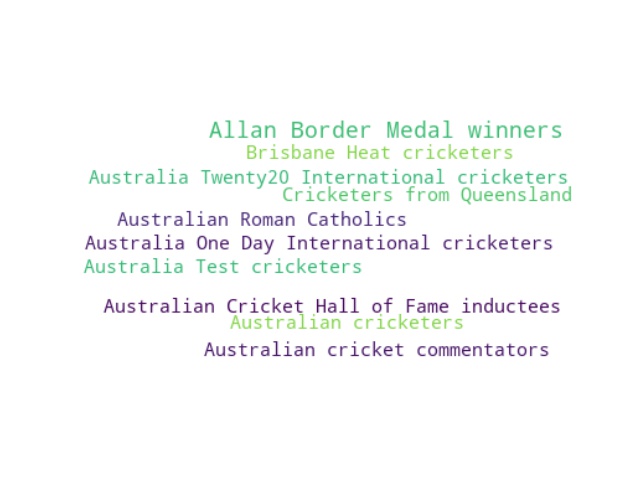 Allan Border Medal winners
Brisbane Heat cricketers
Australia Twenty20 International cricketers
Cricketers from Queensland
Australian Roman Catholics
Australia One Day International cricketers
Australia Test cricketers
Australian Cricket Hall of Fame inductees
Australian cricketers
Australian cricket commentators